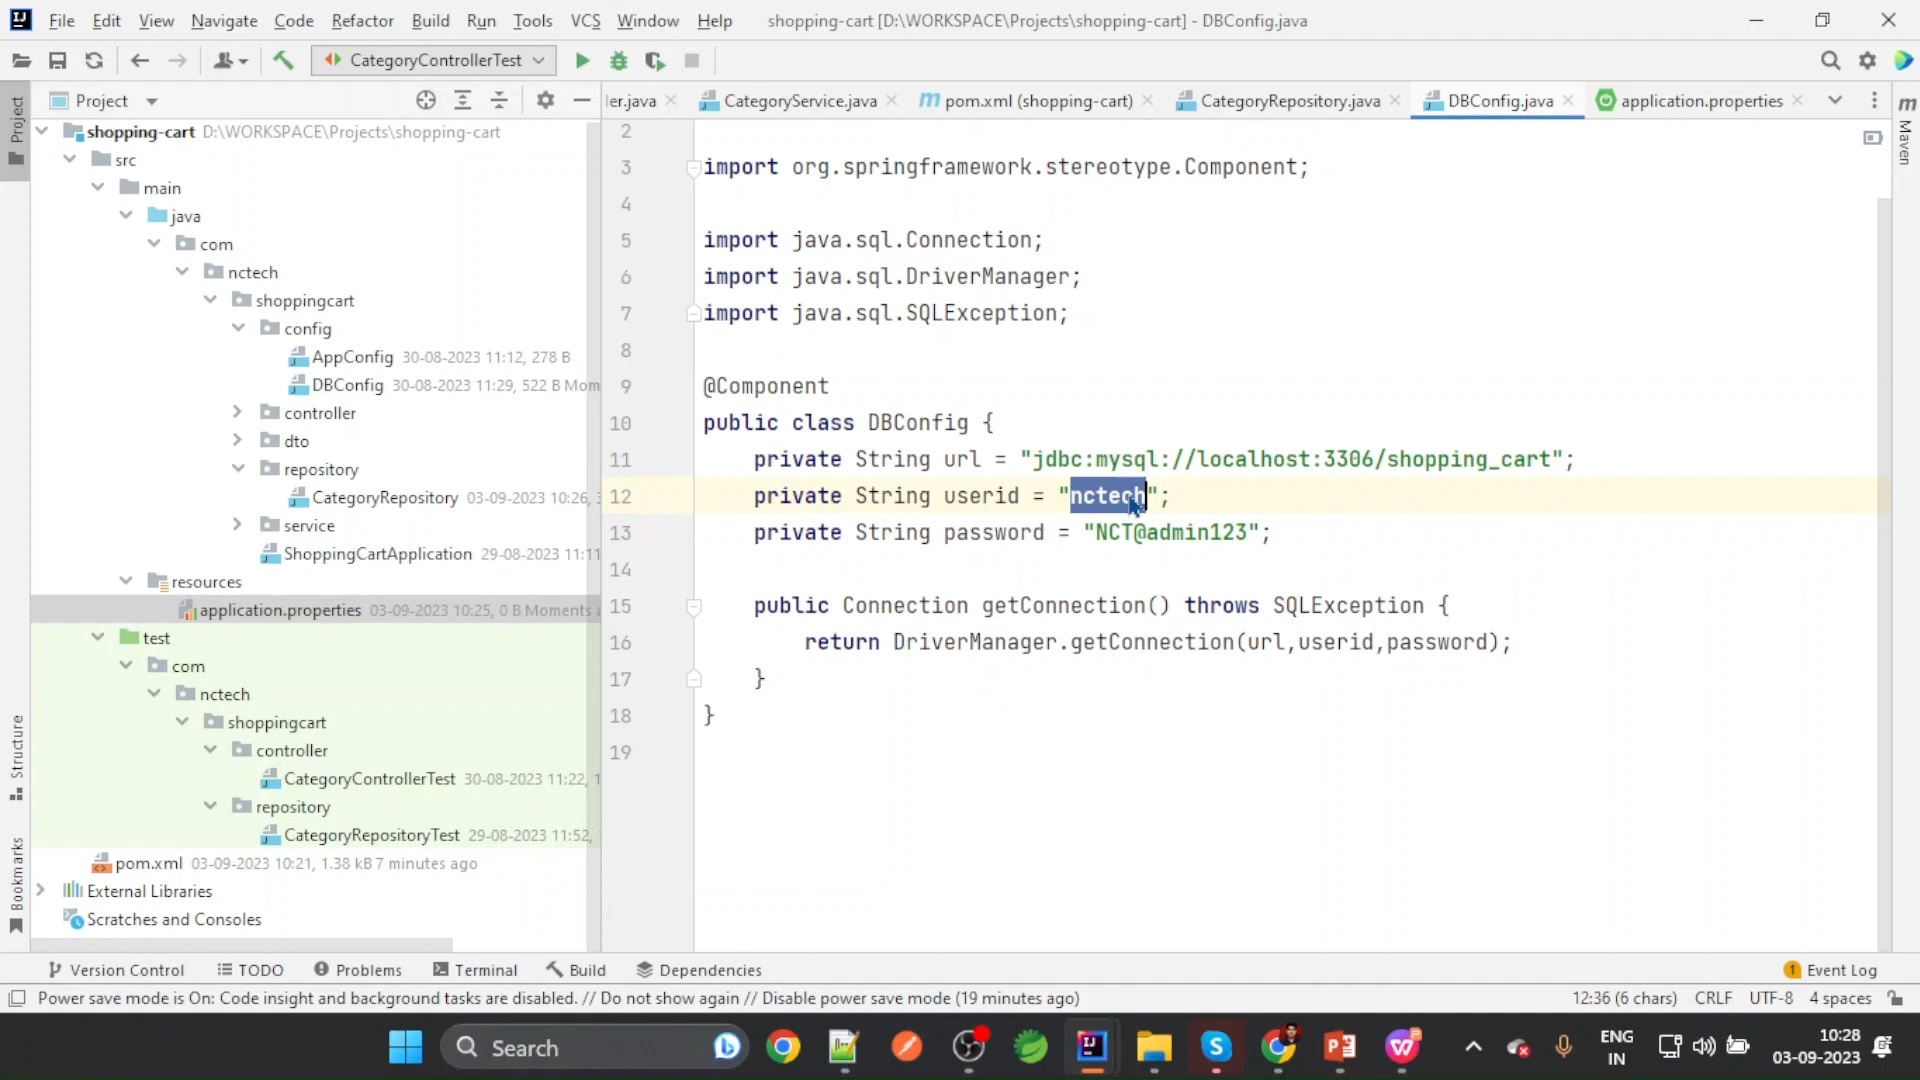 File Edit View Navigate Code Refactor Build Run Tools VCS Window Help shopping-cart [D:\WORKSPACE\Projects\shopping-cart] - DBConfig.java
CategoryControllerTest
Project
ler.java CategoryService.java pom.xml (shopping-cart) CategoryRepository.java DBConfig.java application.properties
Project
Structure
Bookmarks
Maven
shopping-cart D:\WORKSPACE\Projects\shopping-cart
src
main
java
com
nctech
shoppingcart
config
AppConfig 30-08-2023 11:12, 278 B
DBConfig 30-08-2023 11:29, 522 B Mom
controller
dto
repository
CategoryRepository 03-09-2023 10:26,
service
ShoppingCartApplication 29-08-2023 11:11
resources
application.properties 03-09-2023 10:25, 0 B Moments a
test
com
nctech
shoppingcart
controller
CategoryControllerTest 30-08-2023 11:22, 1
repository
CategoryRepositoryTest 29-08-2023 11:52,
pom.xml 03-09-2023 10:21, 1.38 kB 7 minutes ago
External Libraries
Scratches and Consoles
2
3 import org.springframework.stereotype.Component;
4
5 import java.sql.Connection;
6 import java.sql.DriverManager;
7 import java.sql.SQLException;
8
9 @Component
10 public class DBConfig {
11 private String url = "jdbc:mysql://localhost:3306/shopping_cart";
12 private String userid = "nctech";
13 private String password = "NCT@admin123";
14
15 public Connection getConnection() throws SQLException {
16 return DriverManager.getConnection(url,userid,password);
17 }
18 }
19
Version Control TODO Problems Terminal Build Dependencies 1 Event Log
Power save mode is On: Code insight and background tasks are disabled. // Do not show again // Disable power save mode (19 minutes ago) 12:36 (6 chars) CRLF UTF-8 4 spaces
Search
ENG
IN
10:28
03-09-2023